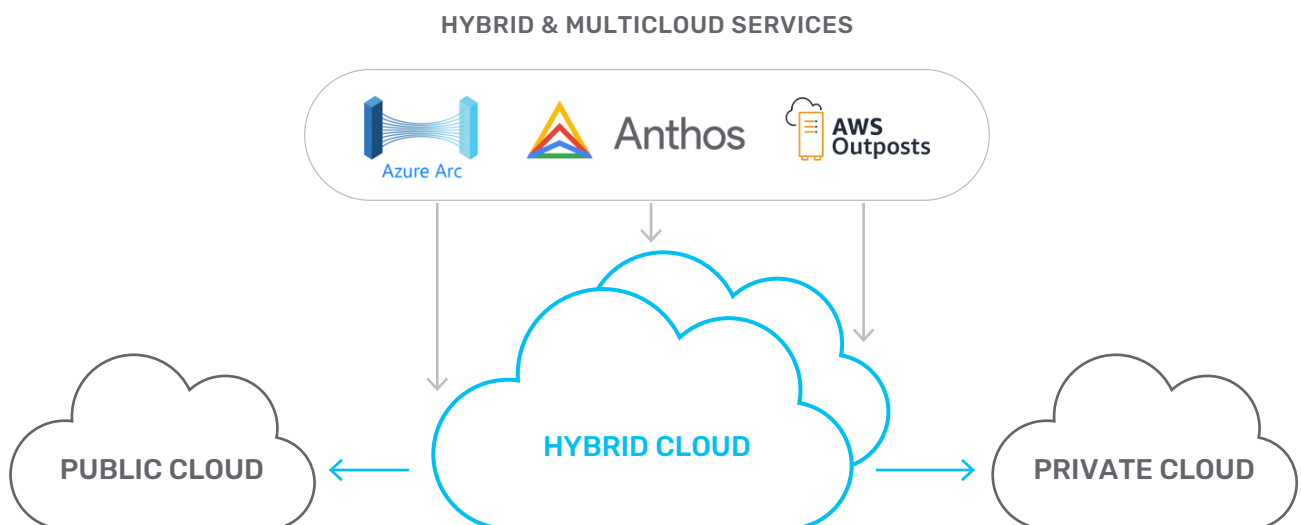 HYBRID & MULTICLOUD SERVICES
Azure Arc
Anthos
AWS
Outposts
HYBRID CLOUD
PUBLIC CLOUD
PRIVATE CLOUD